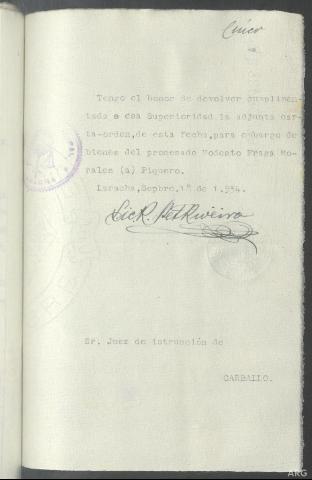 Cinco
Tengo el honor de devolver cumplimen-
tada a esa Superioridad la adjunta car-
ta-orden, de esta fecha, para embargo de
bienes del procesado Modesto Fraga Mo-
rales (a) Piquero.
Laracha, Sepbre, 1º de 1.934.
Sr. Juez de istrucción de
CARBALLO.
ARG